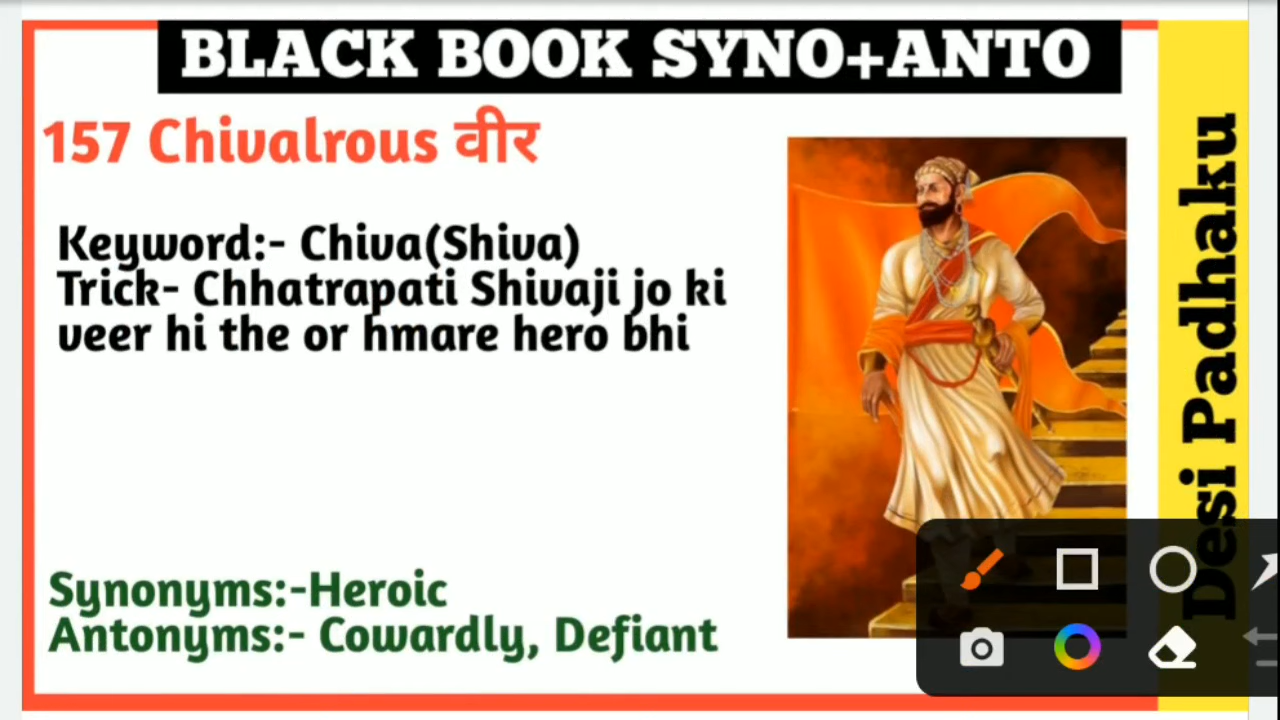 BLACK BOOK SYNO+ANTO
157 Chivalrous वीर
Keyword:- Chiva(Shiva)
Trick- Chhatrapati Shivaji jo ki
veer hi the or hmare hero bhi
Synonyms:-Heroic
Antonyms:- Cowardly, Defiant
Desi Padhaku